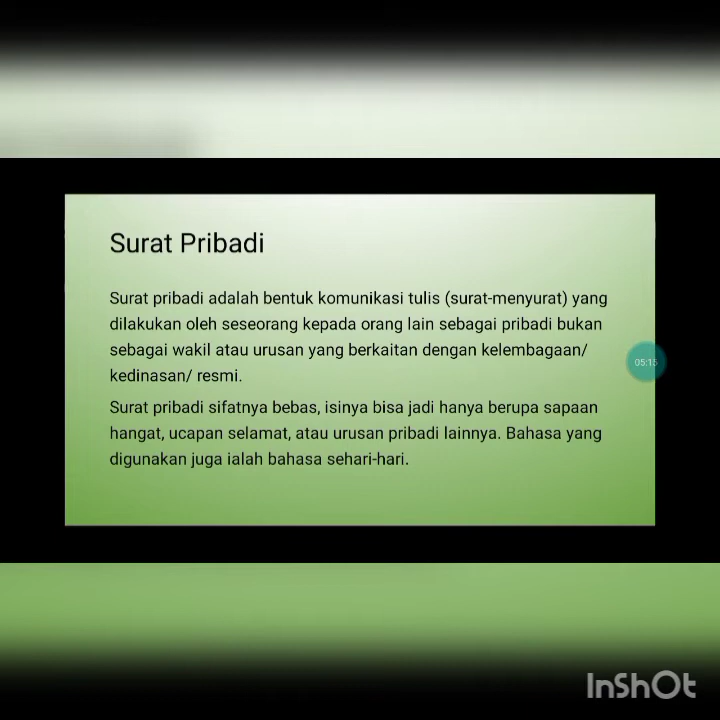 Surat Pribadi
Surat pribadi adalah bentuk komunikasi tulis (surat-menyurat) yang
dilakukan oleh seseorang kepada orang lain sebagai pribadi bukan
sebagai wakil atau urusan yang berkaitan dengan kelembagaan/
kedinasan/ resmi.
Surat pribadi sifatnya bebas, isinya bisa jadi hanya berupa sapaan
hangat, ucapan selamat, atau urusan pribadi lainnya. Bahasa yang
digunakan juga ialah bahasa sehari-hari.
05:15
InShOt